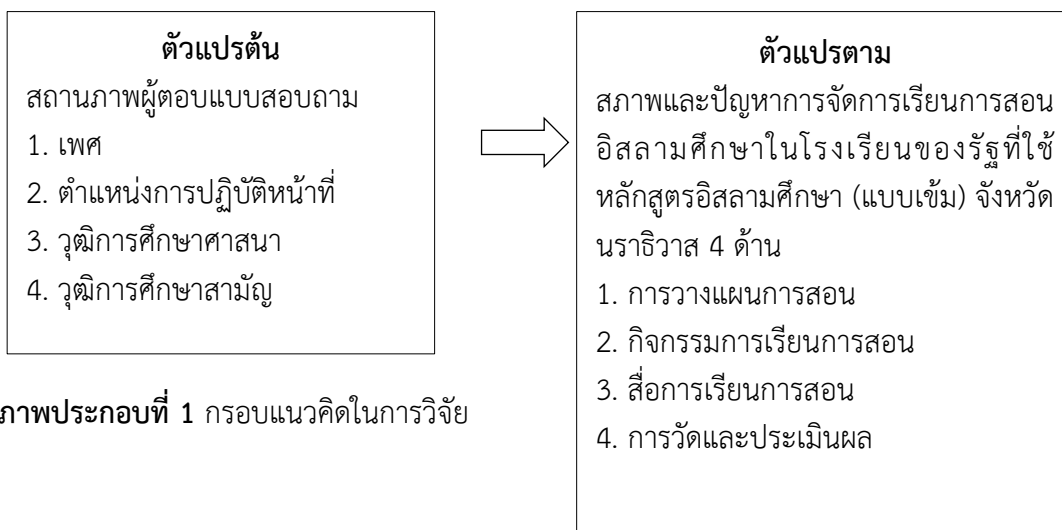 ตัวแปรต้น
สถานภาพผู้ตอบแบบสอบถาม
1. เพศ
2. ตำแหน่งการปฏิบัติหน้าที่
3. วุฒิการศึกษาศาสนา
4. วุฒิการศึกษาสามัญ
ตัวแปรตาม
สภาพและปัญหาการจัดการเรียนการสอน
อิสลามศึกษาในโรงเรียนของรัฐที่ใช้
หลักสูตรอิสลามศึกษา (แบบเข้ม) จังหวัด
นราธิวาส 4 ด้าน
1. การวางแผนการสอน
2. กิจกรรมการเรียนการสอน
3. สื่อการเรียนการสอน
4. การวัดและประเมินผล
ภาพประกอบที่ 1 กรอบแนวคิดในการวิจัย